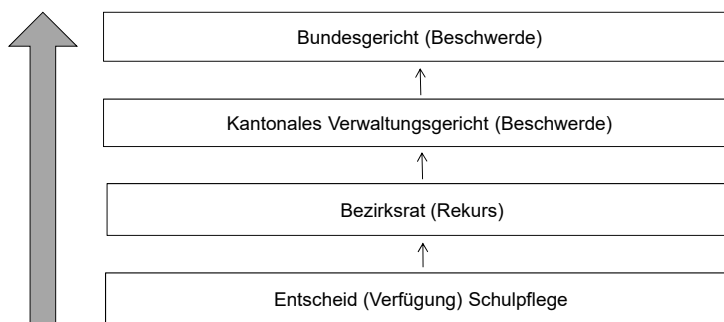 Bundesgericht (Beschwerde)
Kantonales Verwaltungsgericht (Beschwerde)
Bezirksrat (Rekurs)
Entscheid (Verfügung) Schulpflege